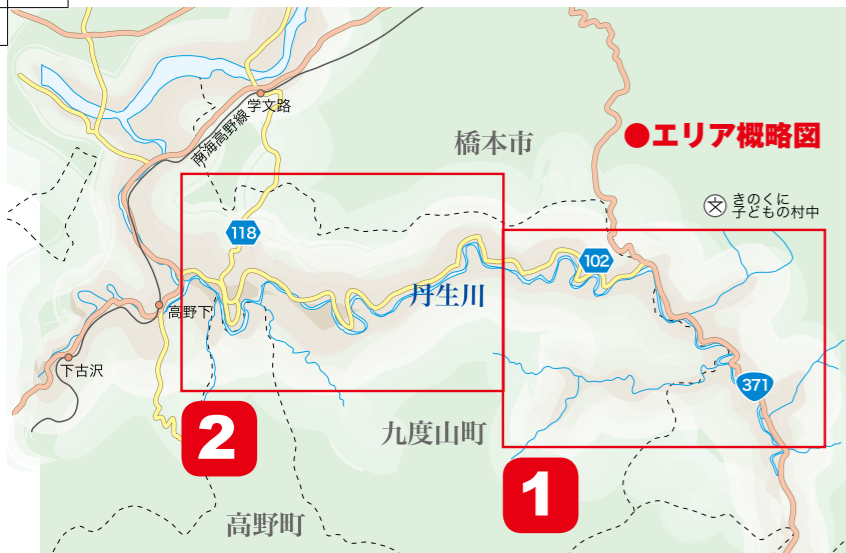 学文路
南海高野線
橋本市
●エリア概略図
きのくに
子どもの村中
118
102
丹生川
高野下
下古沢
371
九度山町
2
1
高野町